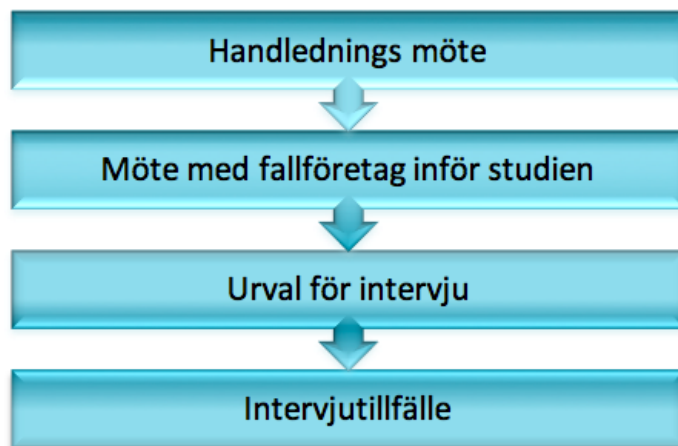 Handlednings möte
Möte med fallföretag inför studien
Urval för intervju
Intervjutillfälle